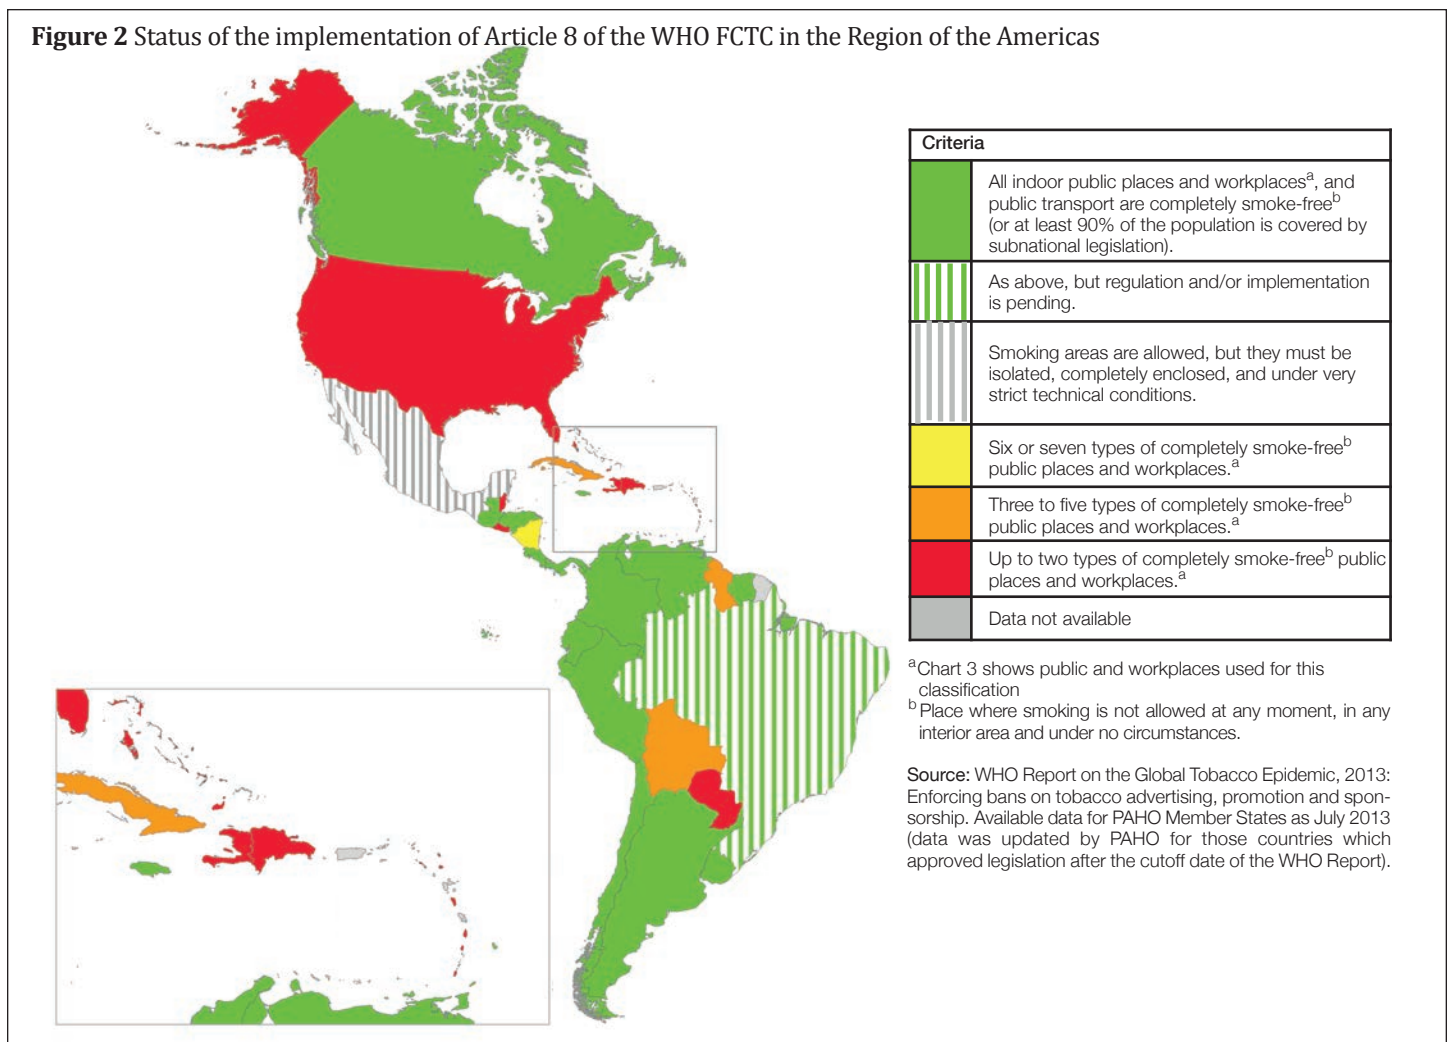 Figure 2 Status of the implementation of Article 8 of the WHO FCTC in the Region of the Americas
Criteria
All indoor public places and workplacesa, and
public transport are completely smoke-freeb
(or at least 90% of the population is covered by
subnational legislation).
As above, but regulation and/or implementation
is pending.
Smoking areas are allowed, but they must be
isolated, completely enclosed, and under very
strict technical conditions.
Six or seven types of completely smoke-freeb
public places and workplaces.a
Three to five types of completely smoke-freeb
public places and workplaces.a
Up to two types of completely smoke-freeb public
places and workplaces.a
Data not available
a Chart 3 shows public and workplaces used for this
classification
b Place where smoking is not allowed at any moment, in any
interior area and under no circumstances.
Source: WHO Report on the Global Tobacco Epidemic, 2013:
Enforcing bans on tobacco advertising, promotion and spon-
sorship. Available data for PAHO Member States as July 2013
(data was updated by PAHO for those countries which
approved legislation after the cutoff date of the WHO Report).